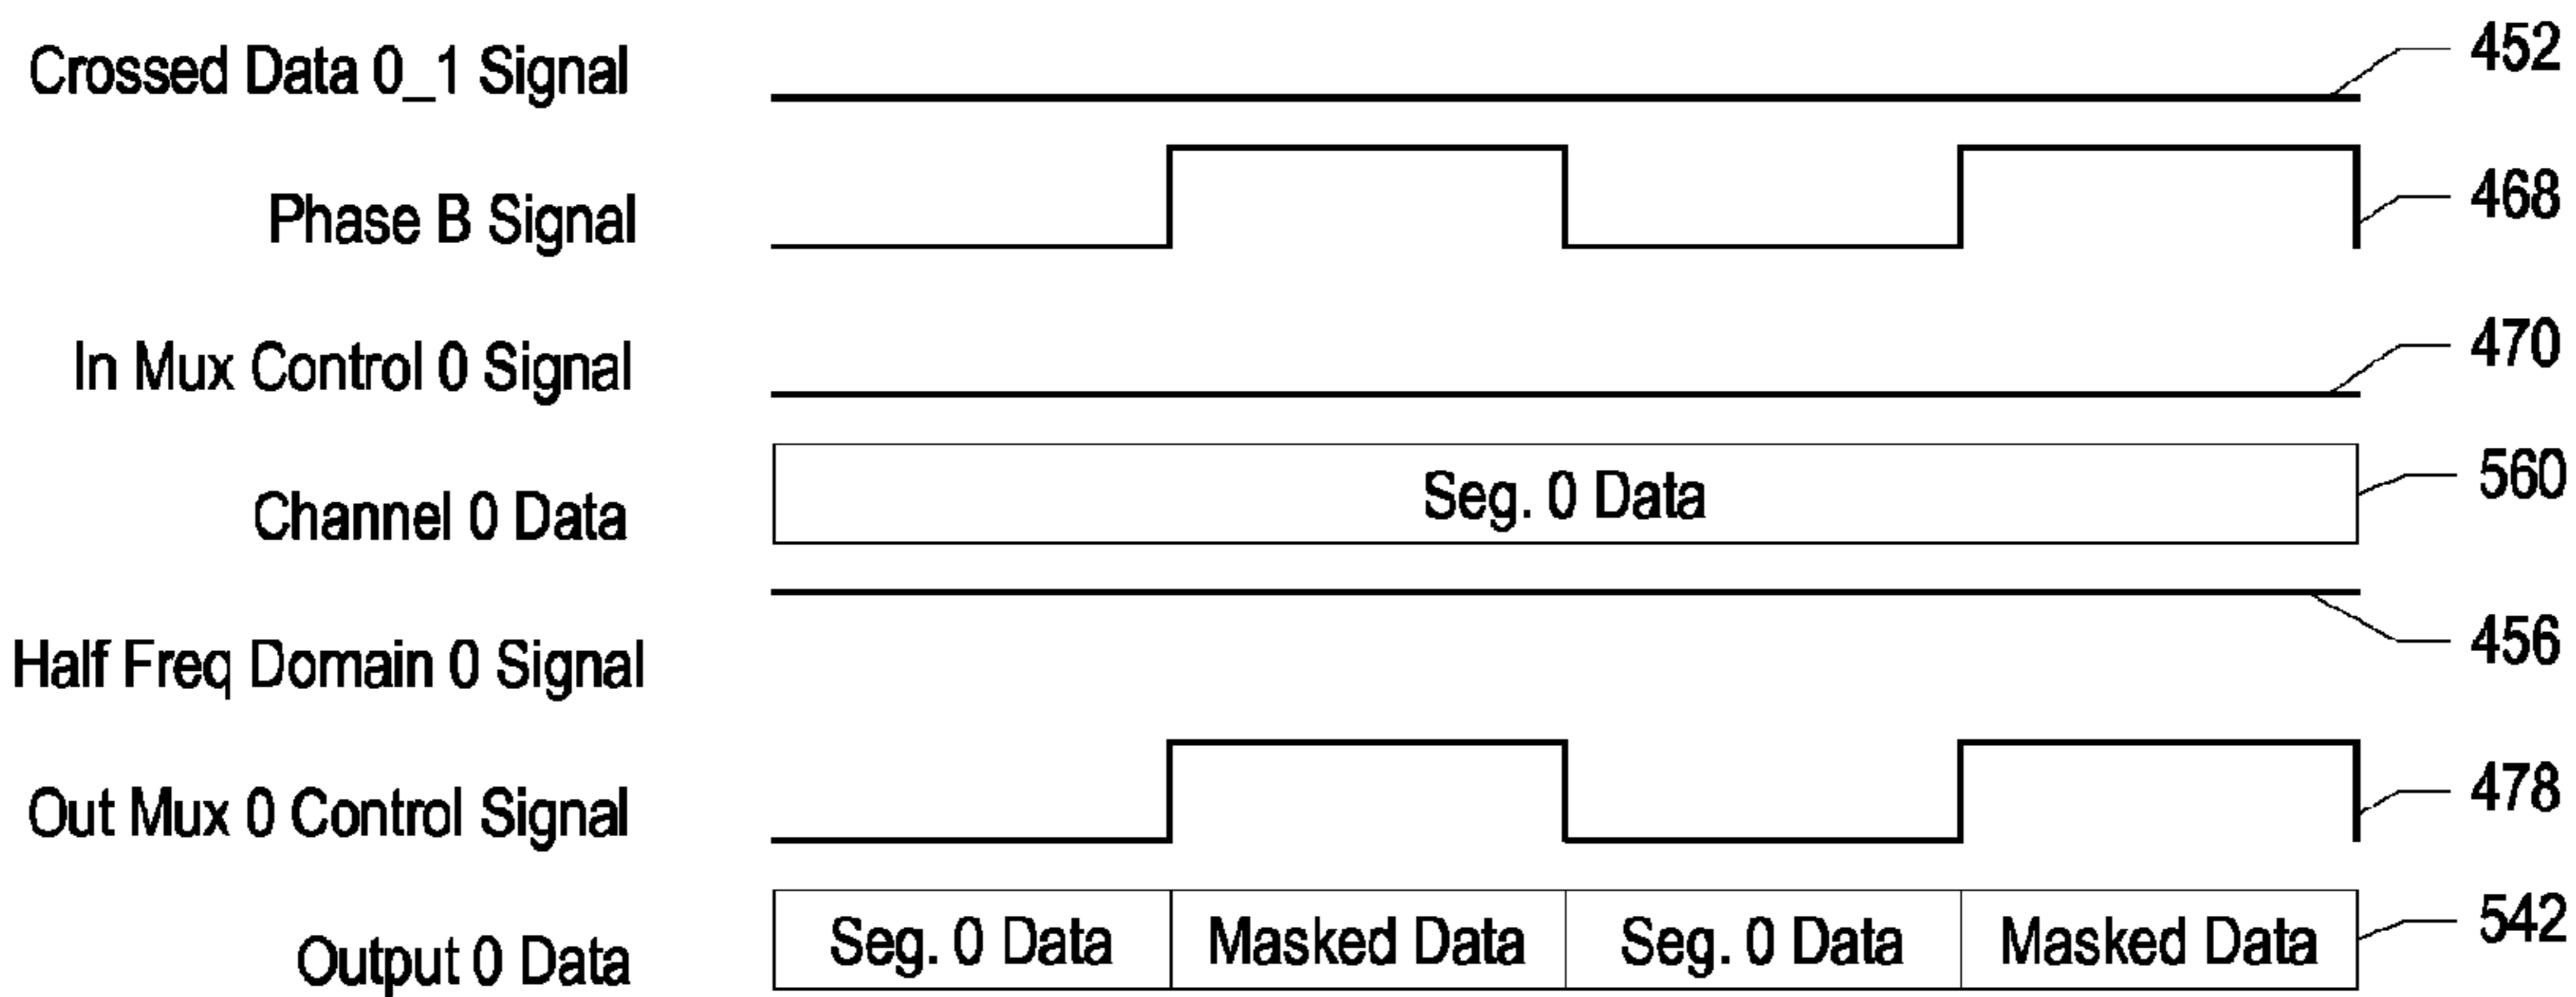 Crossed Data 0_1 Signal
452
Phase B Signal
468
In Mux Control 0 Signal
470
Channel 0 Data
Seg. 0 Data
560
Half Freq Domain 0 Signal
456
Out Mux 0 Control Signal
478
Output 0 Data
Seg. 0 Data
Masked Data
Seg. 0 Data
Masked Data
542